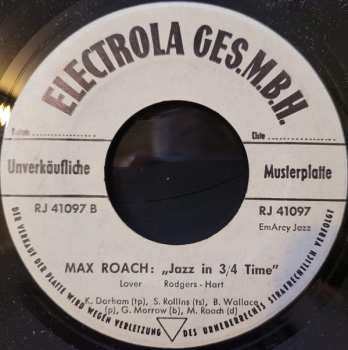 ELECTROLA GES.M.B.H.
Datum Liste
Unverkäufliche Musterplatte
RJ 41097 B RJ 41097
EmArcy Jazz
MAX ROACH: „Jazz in 3/4 Time"
Lover Rodgers - Hart
K. Dorham (tp), S. Rollins (ts), B. Wallace
(p), G. Morrow (b), M. Roach (d)
DER VERKAUF DER PLATTE WIRD WEGEN VERLETZUNG DES URHEBERRECHTS STRAFRECHTLICH VERFOLGT